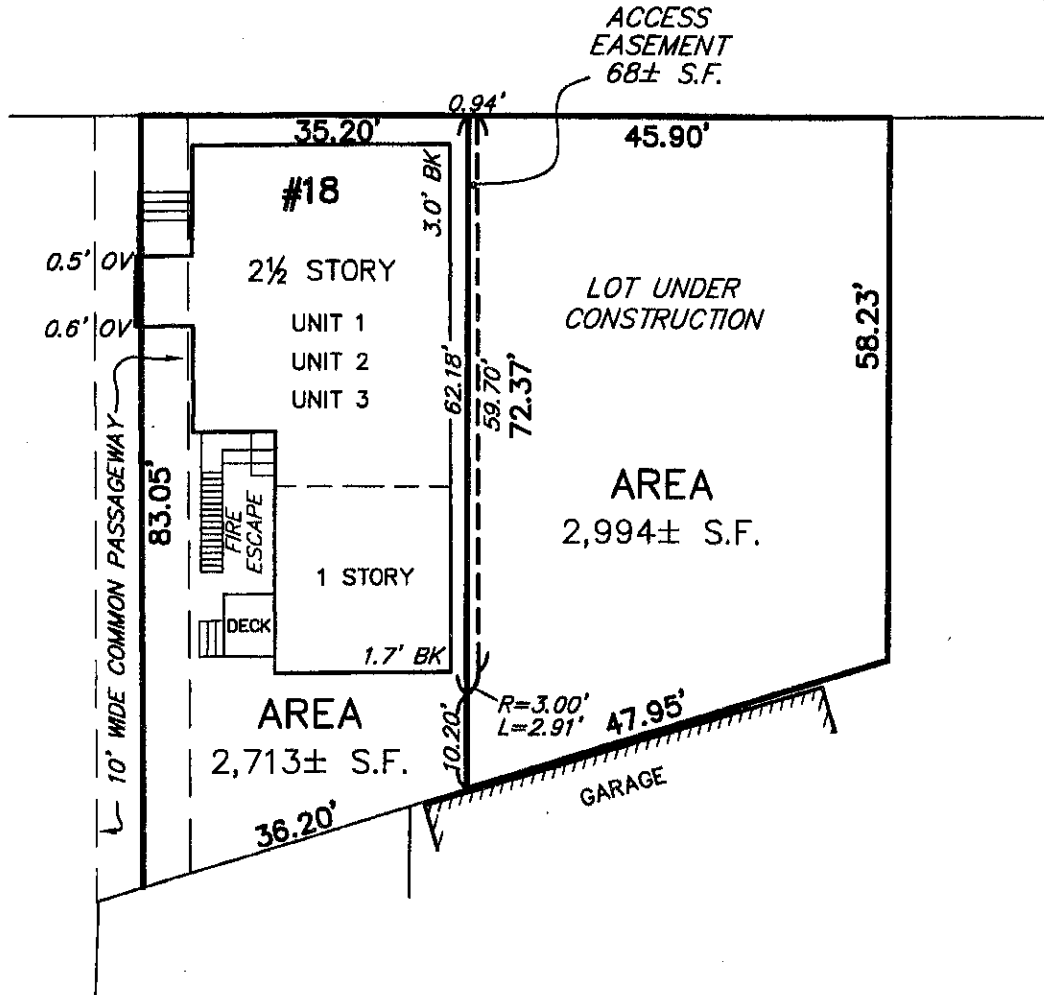 ACCESS
EASEMENT
68± S.F.
0.94'
35.20'
45.90'
#18
3.0' BK
0.5' OV
2½ STORY
LOT UNDER
CONSTRUCTION
0.6' OV
UNIT 1
UNIT 2
UNIT 3
62.18'
59.70'
72.37'
58.23'
10' WIDE COMMON PASSAGEWAY
83.05'
FIRE
ESCAPE
AREA
2,994± S.F.
1 STORY
DECK
1.7' BK
AREA
2,713± S.F.
10.20'
R=3.00'
L=2.91'
47.95'
GARAGE
36.20'